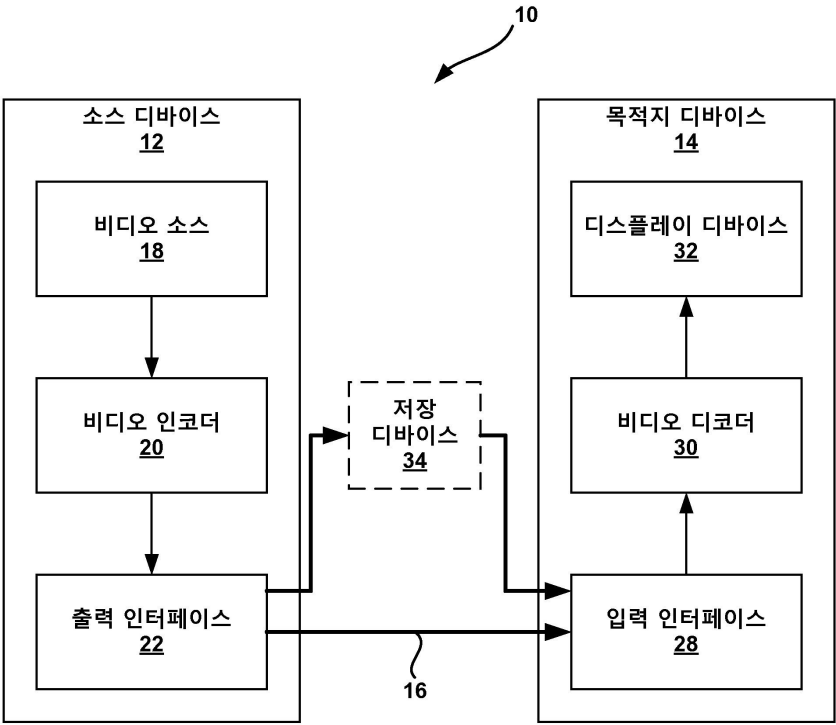 10
소스 디바이스
12
비디오 소스
18
비디오 인코더
20
출력 인터페이스
22
저장
디바이스
34
16
목적지 디바이스
14
디스플레이 디바이스
32
비디오 디코더
30
입력 인터페이스
28